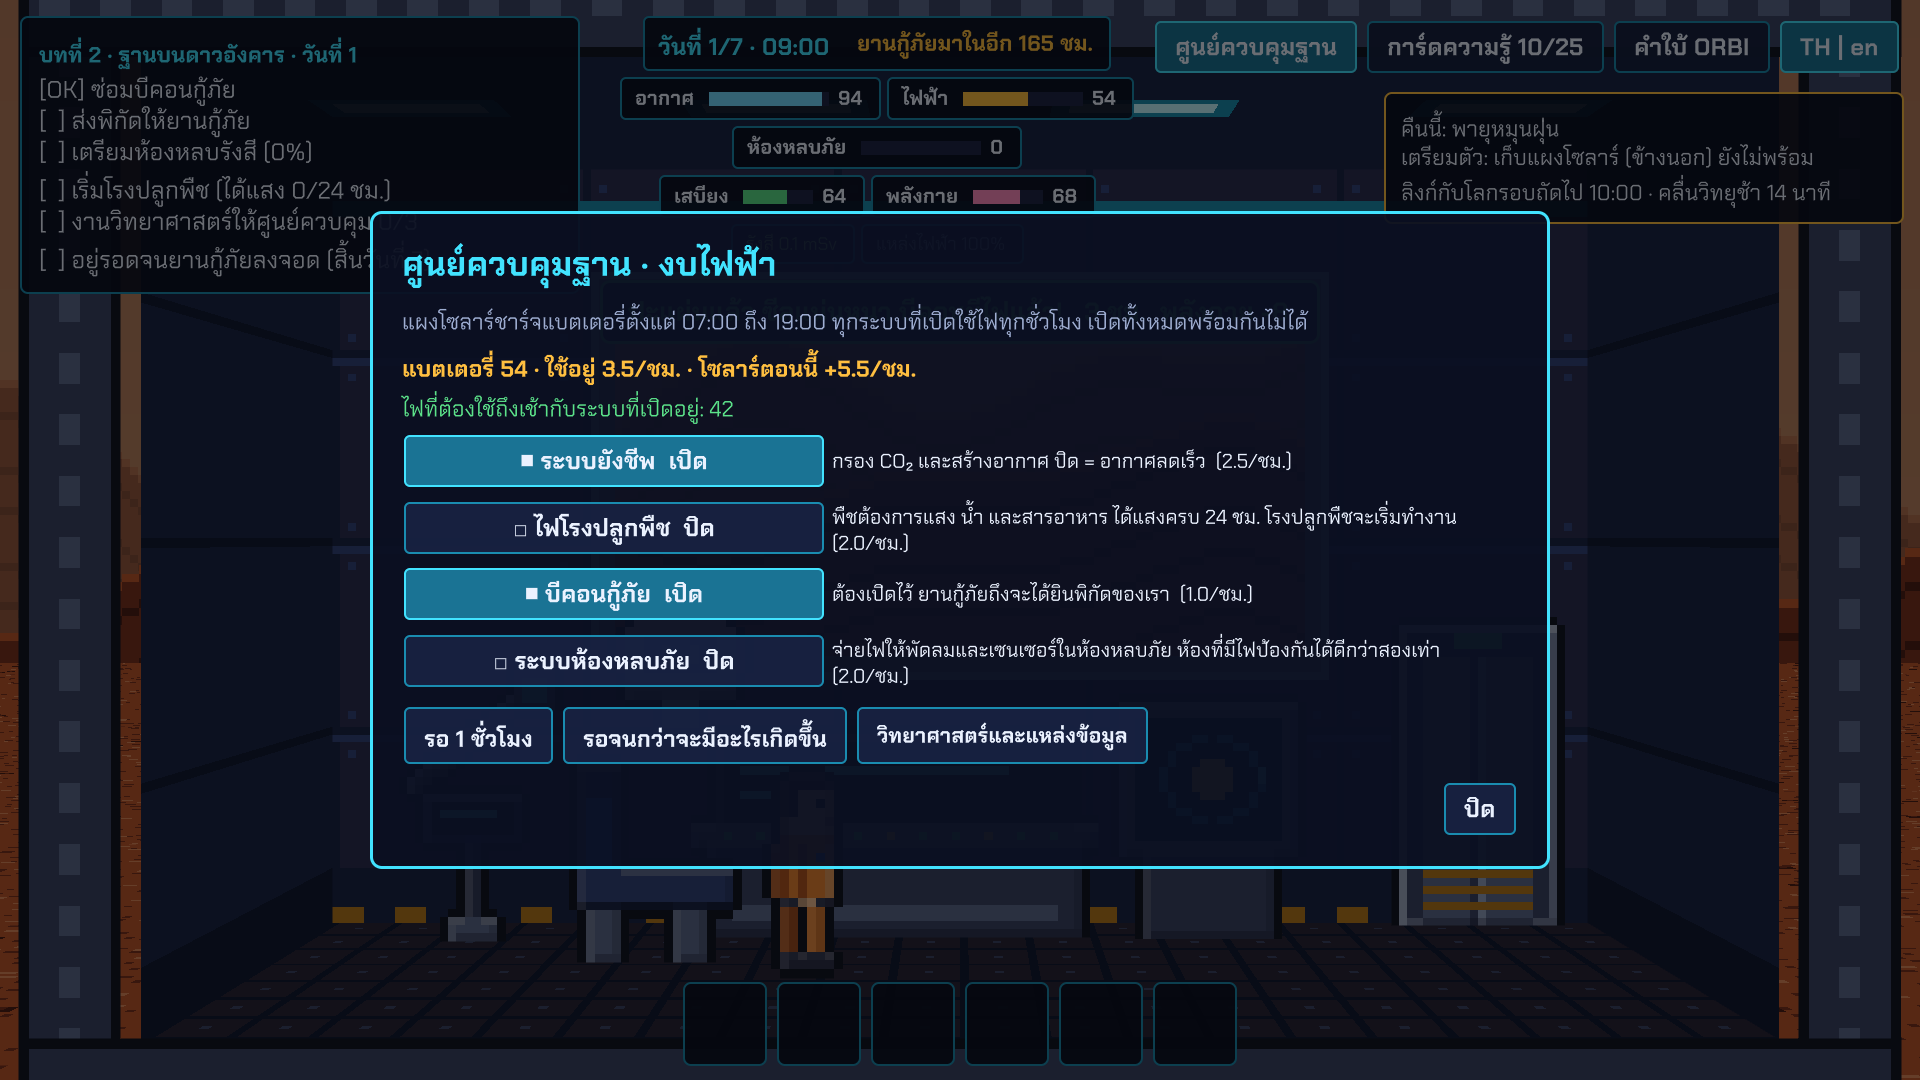 บทที่ 2 · ฐานบนดาวอังคาร · วันที่ 1
[OK] ซ่อมบีคอนกู้ภัย
[ ] ส่งพิกัดให้ยานกู้ภัย
[ ] เตรียมห้องหลบรังสี (0%)
[ ] เริ่มโรงปลูกพืช (ได้แสง 0/24 ชม.)
[ ] งานวิทยาศาสตร์ให้ศูนย์ควบคุม 0/3
[ ] อยู่รอดจนยานกู้ภัยลงจอด (สิ้นวันที่
วันที่ 1/7 · 09:00 ยานกู้ภัยมาในอีก 165 ชม.
อากาศ 94 ไฟฟ้า 54
ห้องหลบภัย 0
เสบียง 64 พลังกาย 68
ศูนย์ควบคุมฐาน การ์ดความรู้ 10/25 คำใบ้ ORBI TH | en
คืนนี้: พายุหมุนฝุ่น
เตรียมตัว: เก็บแผงโซลาร์ (ข้างนอก) ยังไม่พร้อม
ลิงก์กับโลกรอบถัดไป 10:00 · คลื่นวิทยุช้า 14 นาที
ศูนย์ควบคุมฐาน · งบไฟฟ้า
แผงโซลาร์ชาร์จแบตเตอรี่ตั้งแต่ 07:00 ถึง 19:00 ทุกระบบที่เปิดใช้ไฟทุกชั่วโมง เปิดทั้งหมดพร้อมกันไม่ได้
แบตเตอรี่ 54 · ใช้อยู่ 3.5/ชม. · โซลาร์ตอนนี้ +5.5/ชม.
ไฟที่ต้องใช้ถึงเช้ากับระบบที่เปิดอยู่: 42
■ ระบบยังชีพ เปิด
กรอง CO₂ และสร้างอากาศ ปิด = อากาศลดเร็ว (2.5/ชม.)
□ ไฟโรงปลูกพืช ปิด
พืชต้องการแสง น้ำ และสารอาหาร ได้แสงครบ 24 ชม. โรงปลูกพืชจะเริ่มทำงาน
(2.0/ชม.)
■ บีคอนกู้ภัย เปิด
ต้องเปิดไว้ ยานกู้ภัยถึงจะได้ยินพิกัดของเรา (1.0/ชม.)
□ ระบบห้องหลบภัย ปิด
จ่ายไฟให้พัดลมและเซนเซอร์ในห้องหลบภัย ห้องที่มีไฟป้องกันได้ดีกว่าสองเท่า
(2.0/ชม.)
รอ 1 ชั่วโมง รอจนกว่าจะมีอะไรเกิดขึ้น วิทยาศาสตร์และแหล่งข้อมูล
ปิด